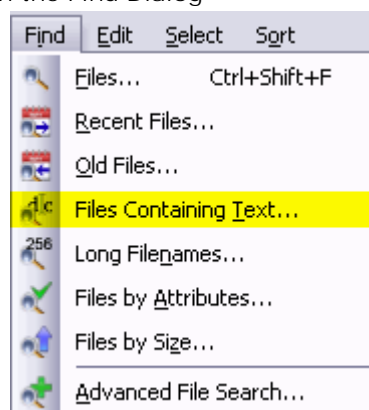 the Find Dialog
Find Edit Select Sort
Files... Ctrl+Shift+F
Recent Files...
Old Files...
Files Containing Text...
256
Long Filenames...
Files by Attributes...
Files by Size...
Advanced File Search...